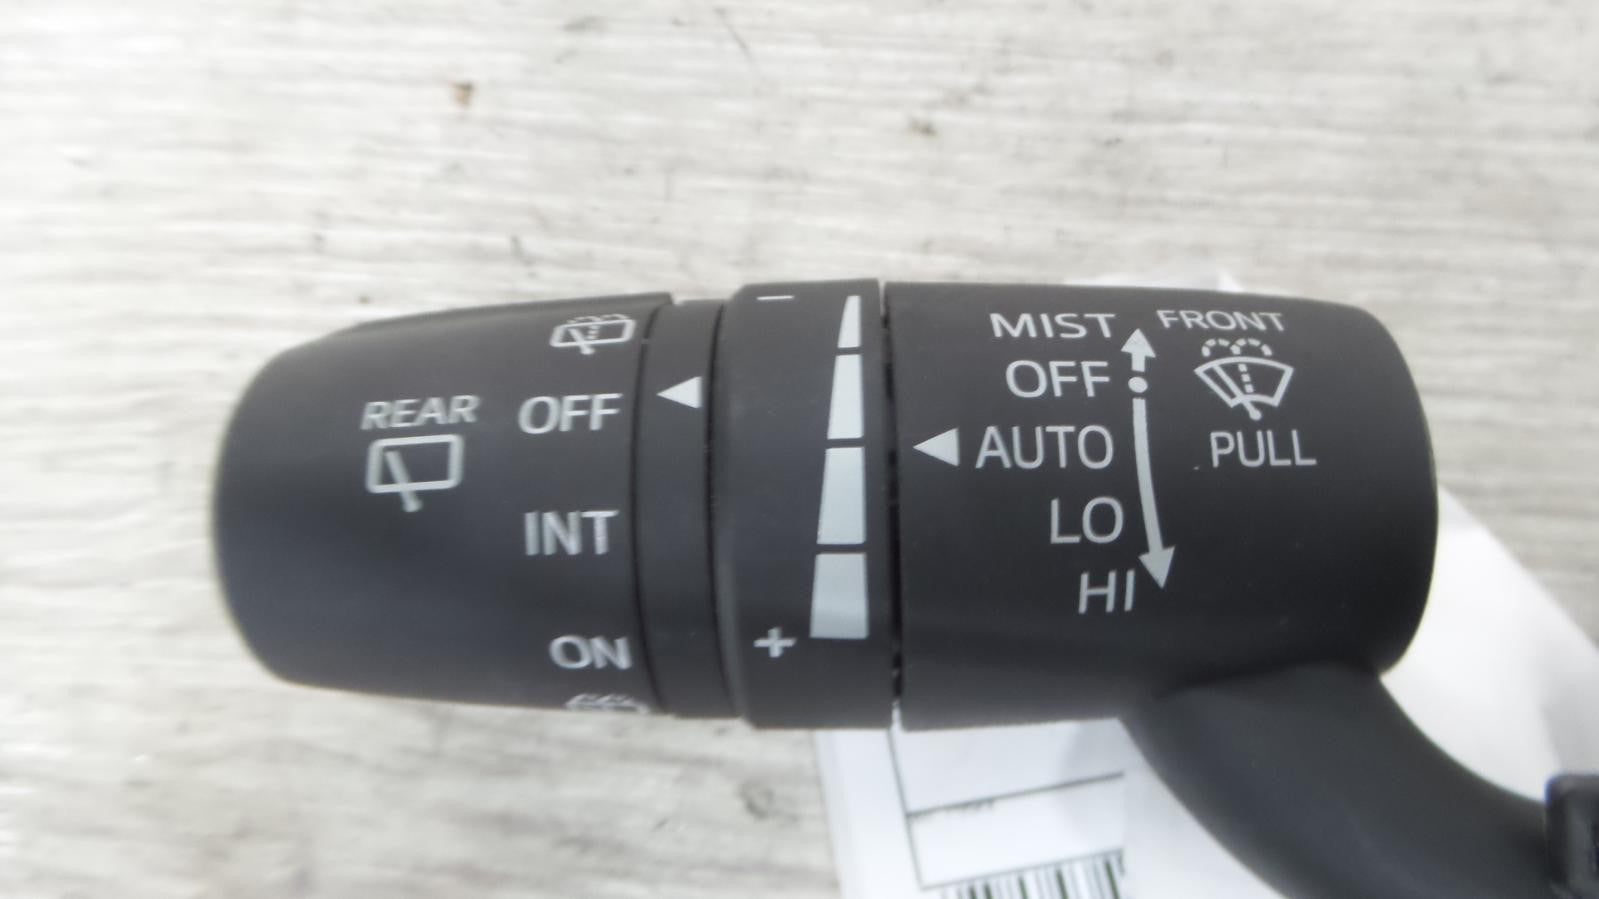 REAR
OFF
INT
ON
−
+
MIST
OFF
AUTO
LO
HI
FRONT
PULL